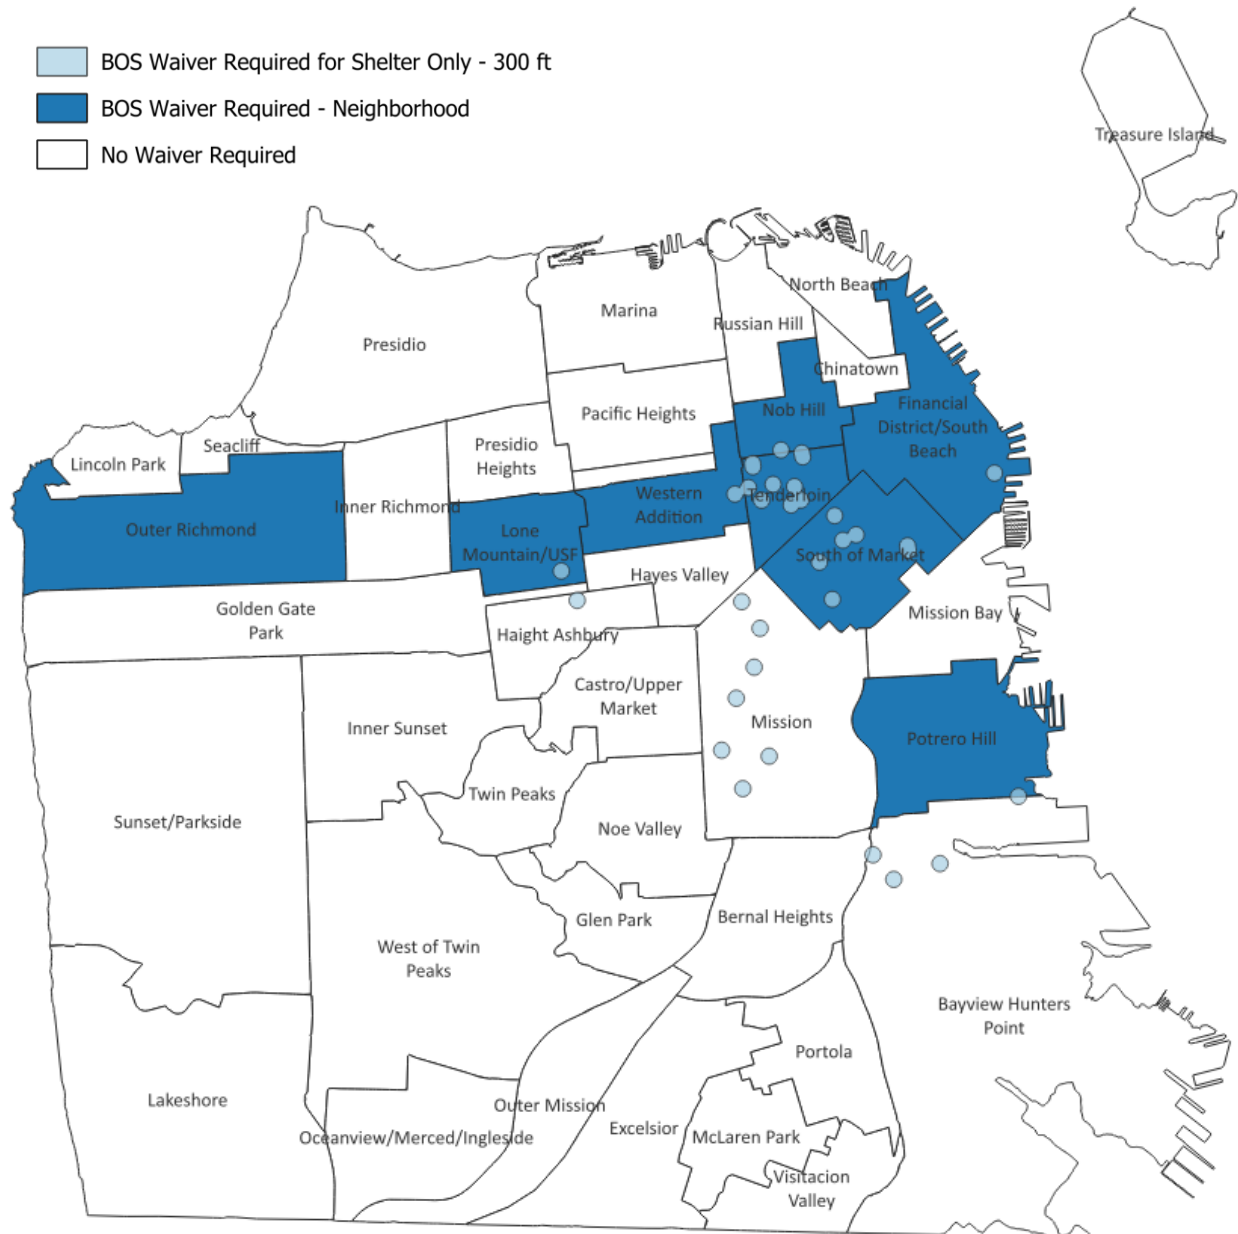 BOS Waiver Required for Shelter Only - 300 ft
BOS Waiver Required - Neighborhood
No Waiver Required
Treasure Island
North Beach
Marina
Russian Hill
Presidio
Chinatown
Pacific Heights
Nob Hill
Financial
District/South
Beach
Seacliff
Presidio
Heights
Lincoln Park
Western
Addition
Tenderloin
Inner Richmond
Outer Richmond
Lone
Mountain/USF
South of Market
Hayes Valley
Golden Gate
Park
Mission Bay
Haight Ashbury
Castro/Upper
Market
Mission
Inner Sunset
Potrero Hill
Twin Peaks
Sunset/Parkside
Noe Valley
Glen Park
Bernal Heights
West of Twin
Peaks
Bayview Hunters
Point
Portola
Lakeshore
Outer Mission
Excelsior
McLaren Park
Oceanview/Merced/Ingleside
Visitacion
Valley